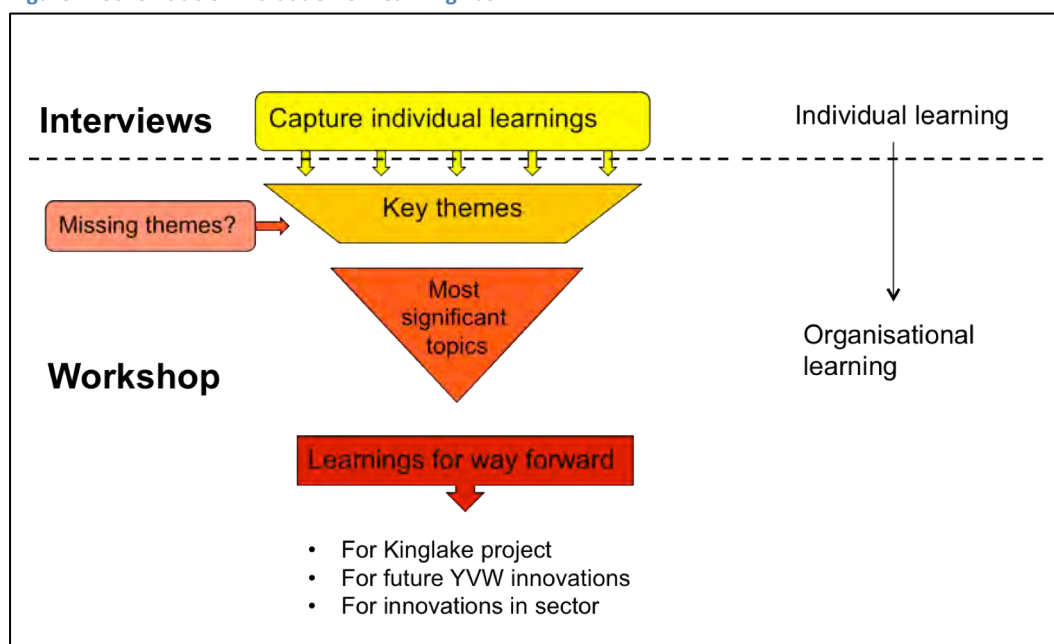 Interviews
Capture individual learnings
Individual learning
Missing themes?
Key themes
Most
significant
topics
Organisational
learning
Workshop
Learnings for way forward
• For Kinglake project
• For future YVW innovations
• For innovations in sector